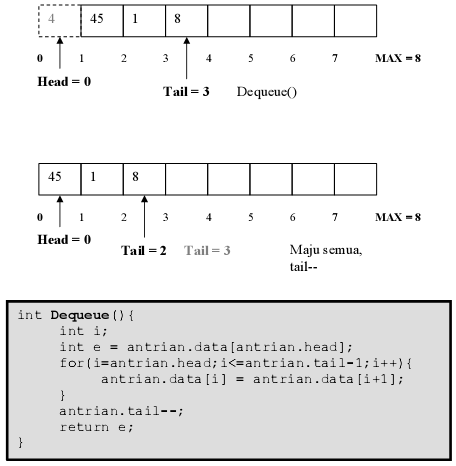 4 45 1 8
0 1 2 3 4 5 6 7 MAX = 8
Head = 0
Tail = 3 Dequeue()
45 1 8
0 1 2 3 4 5 6 7 MAX = 8
Head = 0
Tail = 2 Tail = 3 Maju semua,
tail--
int Dequeue(){
int i;
int e = antrian.data[antrian.head];
for(i=antrian.head;i<=antrian.tail-1;i++){
antrian.data[i] = antrian.data[i+1];
}
antrian.tail--;
return e;
}